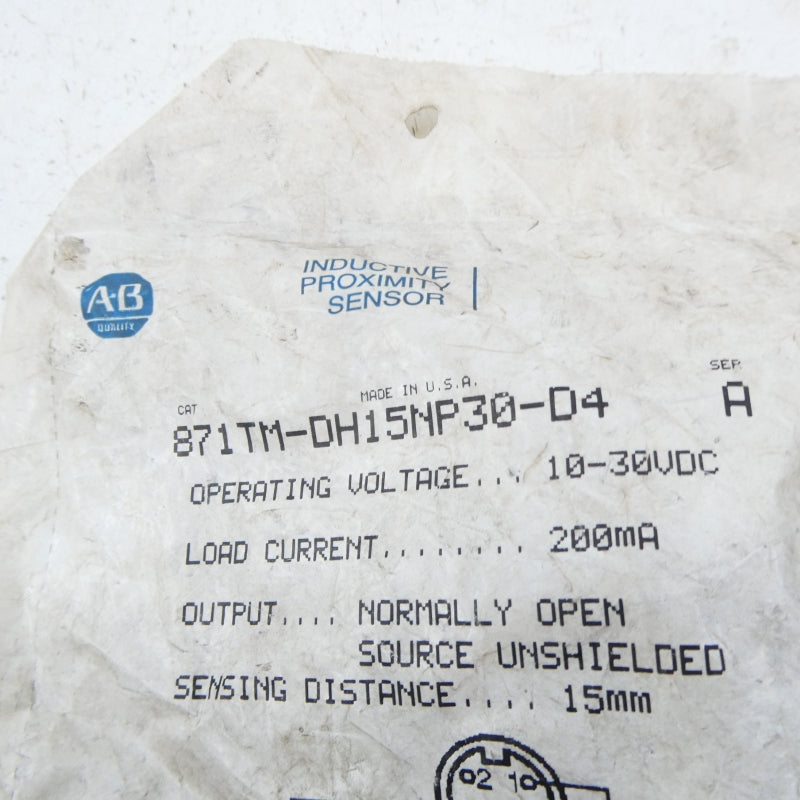 INDUCTIVE
PROXIMITY
SENSOR
A-B
QUALITY
MADE IN U.S.A.
SER
CAT
871TM-DH15NP30-D4 A
OPERATING VOLTAGE... 10-30VDC
LOAD CURRENT........ 200mA
OUTPUT.... NORMALLY OPEN
SOURCE UNSHIELDED
SENSING DISTANCE.... 15mm
2 1